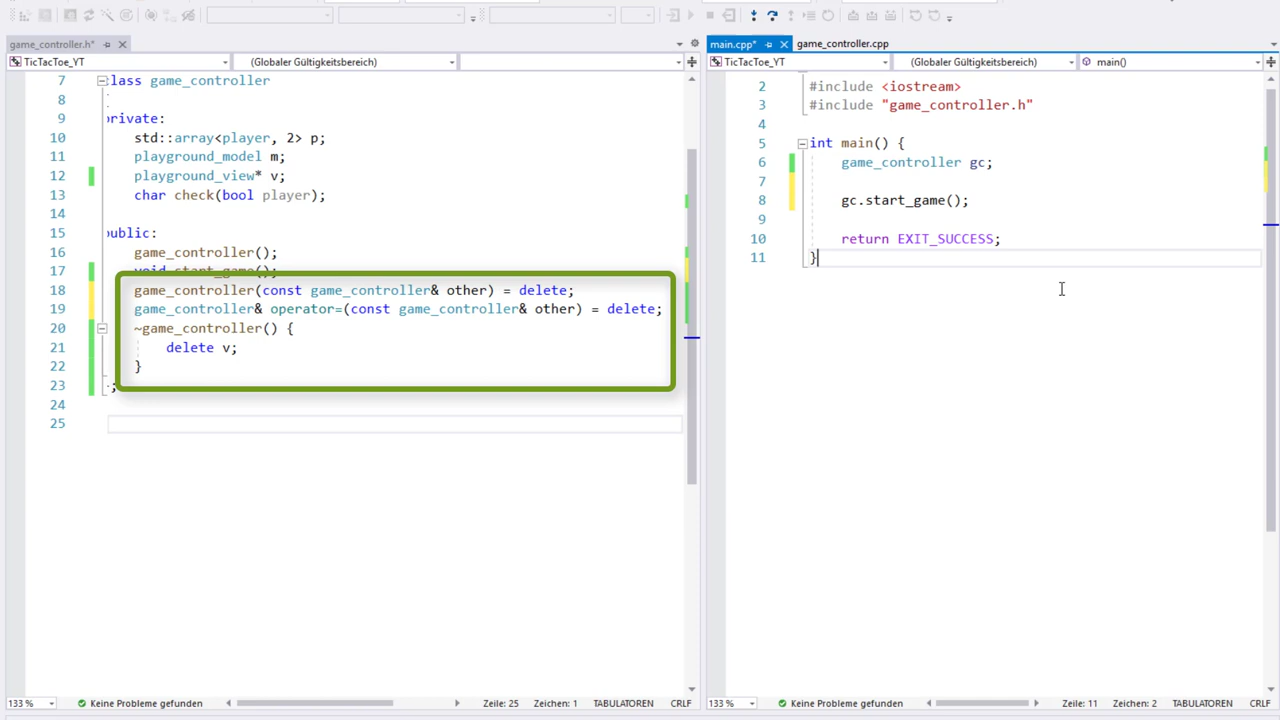 game_controller.h*
main.cpp*
game_controller.cpp
TicTacToe_YT
(Globaler Gültigkeitsbereich)
TicTacToe_YT
(Globaler Gültigkeitsbereich)
main()
7 lass game_controller
8
9 private:
10 std::array<player, 2> p;
11 playground_model m;
12 playground_view* v;
13 char check(bool player);
14
15 public:
16 game_controller();
17 void start_game();
18 game_controller(const game_controller& other) = delete;
19 game_controller& operator=(const game_controller& other) = delete;
20 ~game_controller() {
21 delete v;
22 }
23 ;
24
25
2 #include <iostream>
3 #include "game_controller.h"
4
5 int main() {
6 game_controller gc;
7
8 gc.start_game();
9
10 return EXIT_SUCCESS;
11 }
133 %
Keine Probleme gefunden
Zeile: 25
Zeichen: 1
TABULATOREN
CRLF
133 %
Keine Probleme gefunden
Zeile: 11
Zeichen: 2
TABULATOREN
CRLF